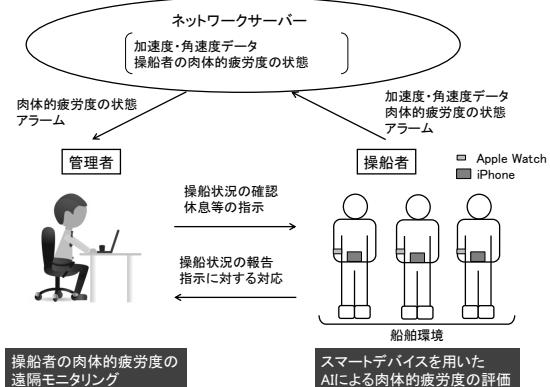 ネットワークサーバー
加速度・角速度データ
操船者の肉体的疲労度の状態
肉体的疲労度の状態
アラーム
加速度・角速度データ
肉体的疲労度の状態
アラーム
管理者
操船者
Apple Watch
iPhone
操船状況の確認
休息等の指示
操船状況の報告
指示に対する対応
船舶環境
操船者の肉体的疲労度の
遠隔モニタリング
スマートデバイスを用いた
AIによる肉体的疲労度の評価